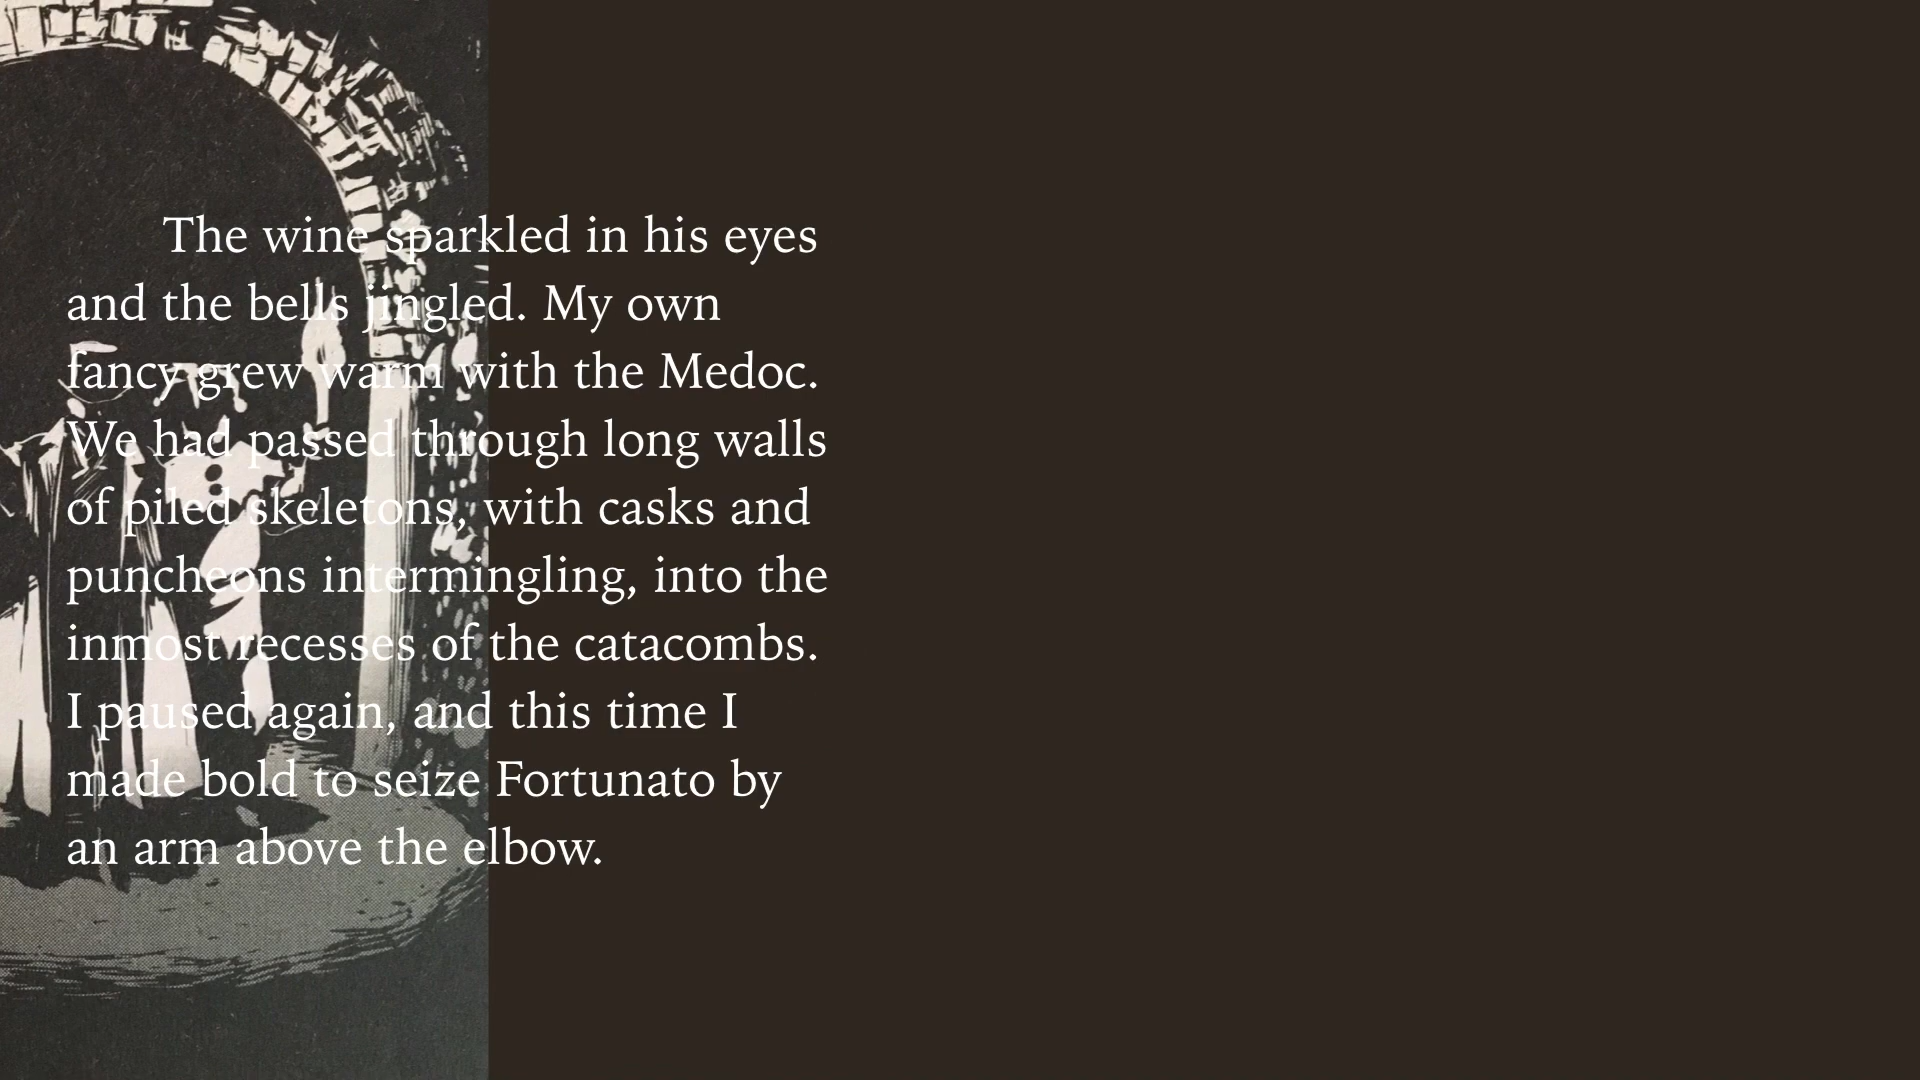 The wine sparkled in his eyes
and the bells jingled. My own
fancy grew warm with the Medoc.
We had passed through long walls
of piled skeletons, with casks and
puncheons intermingling, into the
inmost recesses of the catacombs.
I paused again, and this time I
made bold to seize Fortunato by
an arm above the elbow.